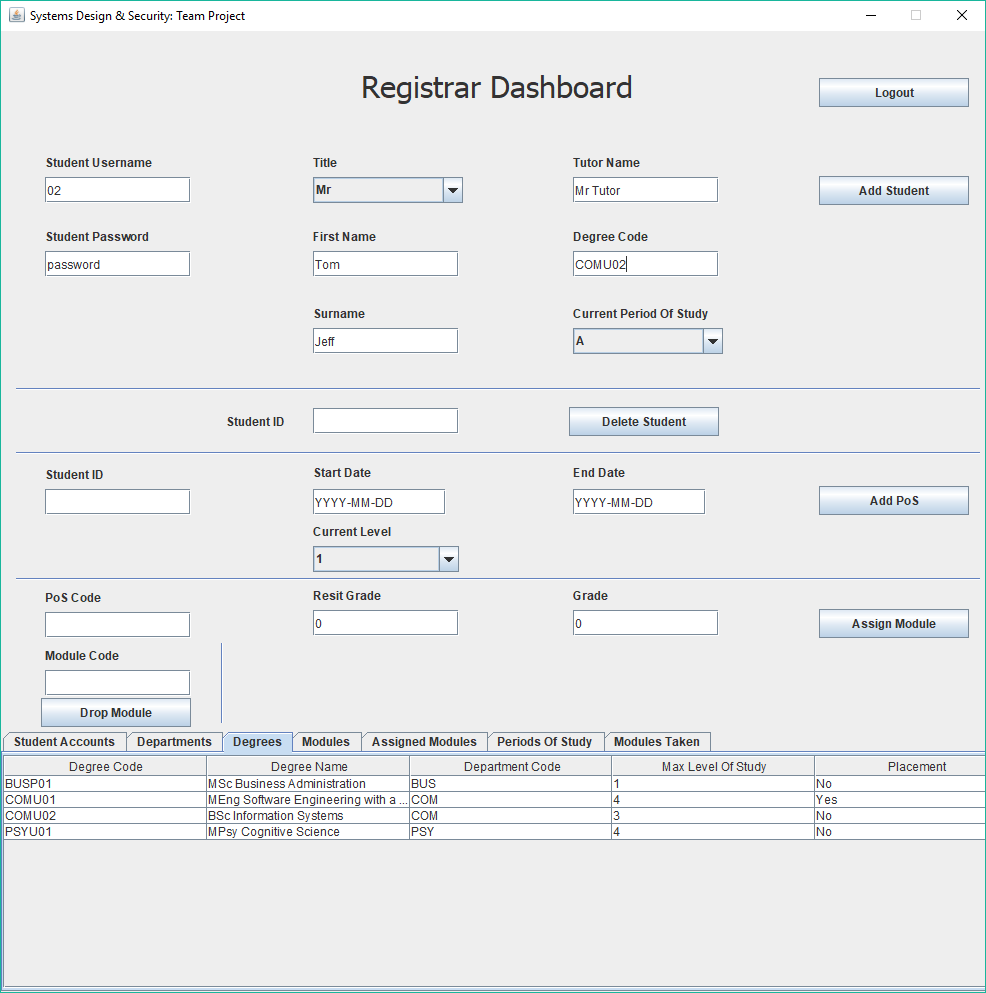 Systems Design & Security: Team Project
Registrar Dashboard
Logout
Student Username Title Tutor Name
02 Mr Mr Tutor Add Student
Student Password First Name Degree Code
password Tom COMU02
Surname Current Period Of Study
Jeff A
Student ID Delete Student
Student ID Start Date End Date
YYYY-MM-DD YYYY-MM-DD Add PoS
Current Level
1
PoS Code Resit Grade Grade
0 0 Assign Module
Module Code
Drop Module
Student Accounts Departments Degrees Modules Assigned Modules Periods Of Study Modules Taken
Degree Code Degree Name Department Code Max Level Of Study Placement
BUSP01 MSc Business Administration BUS 1 No
COMU01 MEng Software Engineering with a ... COM 4 Yes
COMU02 BSc Information Systems COM 3 No
PSYU01 MPsy Cognitive Science PSY 4 No